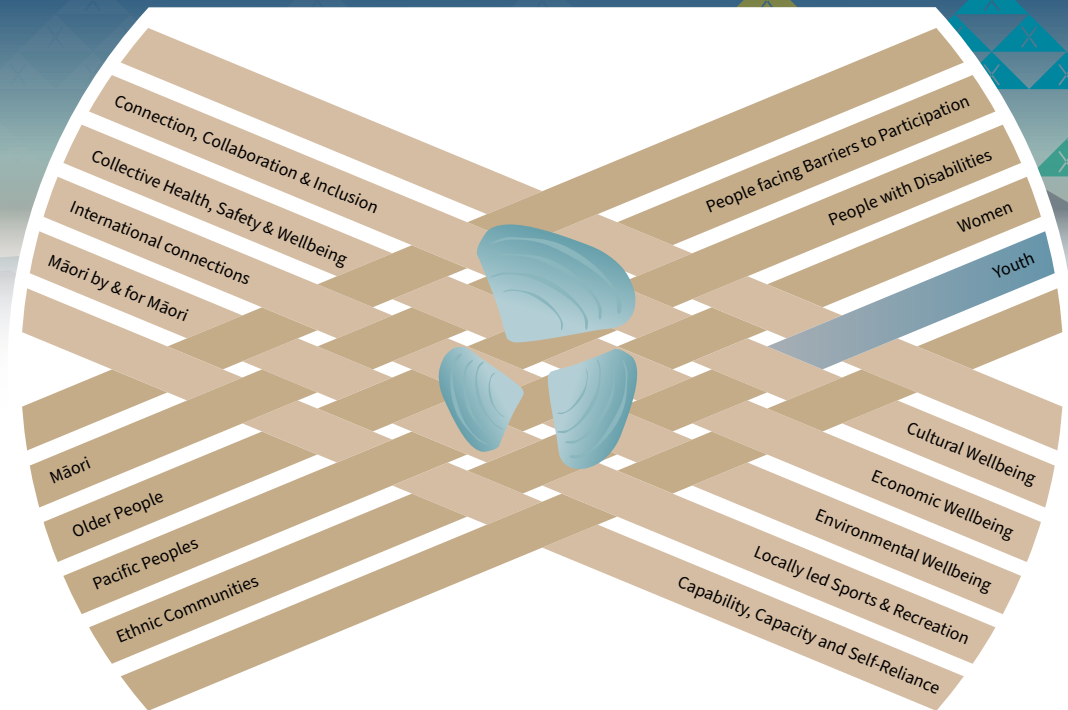 Connection, Collaboration & Inclusion
Collective Health, Safety & Wellbeing
International connections
Māori by & for Māori
People facing Barriers to Participation
People with Disabilities
Women
Youth
Māori
Older People
Pacific Peoples
Ethnic Communities
Cultural Wellbeing
Economic Wellbeing
Environmental Wellbeing
Locally led Sports & Recreation
Capability, Capacity and Self-Reliance